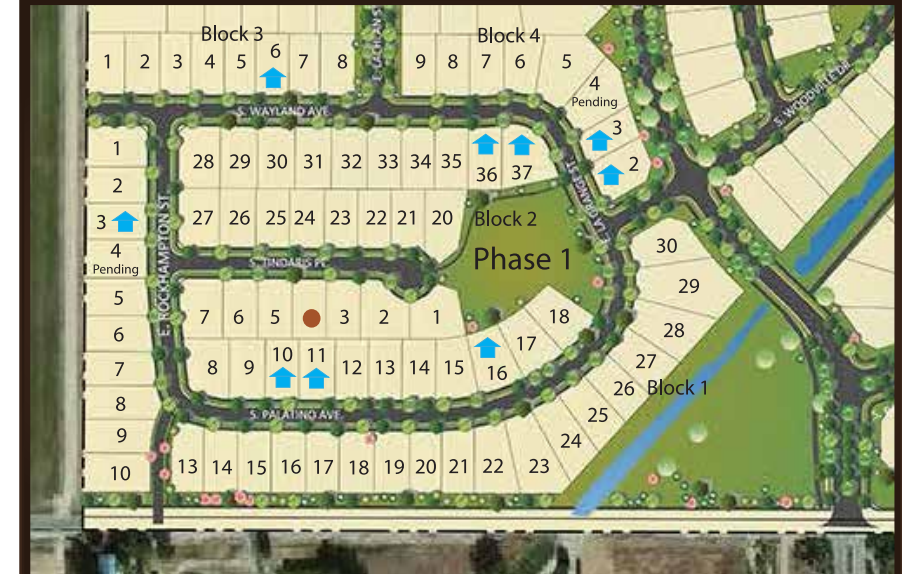 Block 3
Block 4
1 2 3 4 5 6 7 8
9 8 7 6 5
4
Pending
S. WAYLAND AVE
S. WOODVILLE DR
3
2
1
2
3
4
Pending
5
6
7
8
9
10
E. ROCKHAMPTON ST
28 29 30 31 32 33 34 35 36 37
27 26 25 24 23 22 21 20
Block 2
Phase 1
S. TINDARIS PL
7 6 5 3 2 1
8 9 10 11 12 13 14 15 16 17 18
S. PALATINO AVE
30
29
28
27
26
Block 1
25
24
13 14 15 16 17 18 19 20 21 22 23